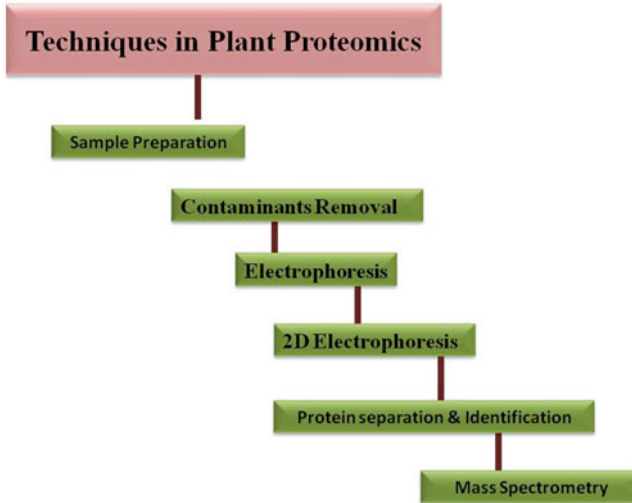 Techniques in Plant Proteomics
Sample Preparation
Contaminants Removal
Electrophoresis
2D Electrophoresis
Protein separation & Identification
Mass Spectrometry